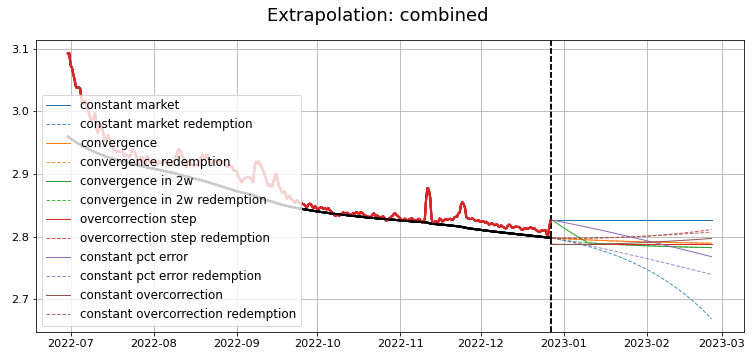 Extrapolation: combined
3.1
3.0
2.9
2.8
2.7
constant market
constant market redemption
convergence
convergence redemption
convergence in 2w
convergence in 2w redemption
overcorrection step
overcorrection step redemption
constant pct error
constant pct error redemption
constant overcorrection
constant overcorrection redemption
2022-07 2022-08 2022-09 2022-10 2022-11 2022-12 2023-01 2023-02 2023-03